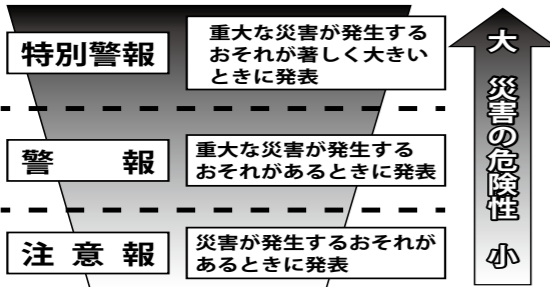 特別警報
重大な災害が発生する
おそれが著しく大きい
ときに発表
警報
重大な災害が発生する
おそれがあるときに発表
注意報
災害が発生するおそれが
あるときに発表
大 災害の危険性 小